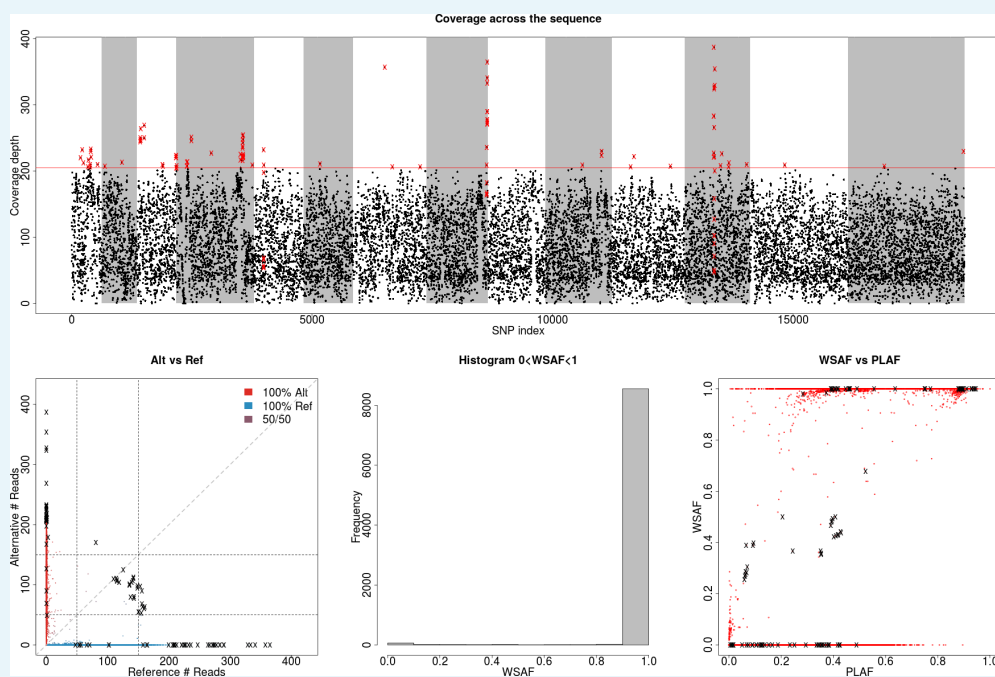 Coverage across the sequence
Coverage depth
0 100 200 300 400
0 5000 10000 15000
SNP index
Alt vs Ref
Alternative # Reads
0 100 200 300 400
100% Alt
100% Ref
50/50
0 100 200 300 400
Reference # Reads
Histogram 0<WSAF<1
Frequency
0 2000 4000 6000 8000
0.0 0.2 0.4 0.6 0.8 1.0
WSAF
WSAF vs PLAF
WSAF
0.0 0.2 0.4 0.6 0.8 1.0
0.0 0.2 0.4 0.6 0.8 1.0
PLAF